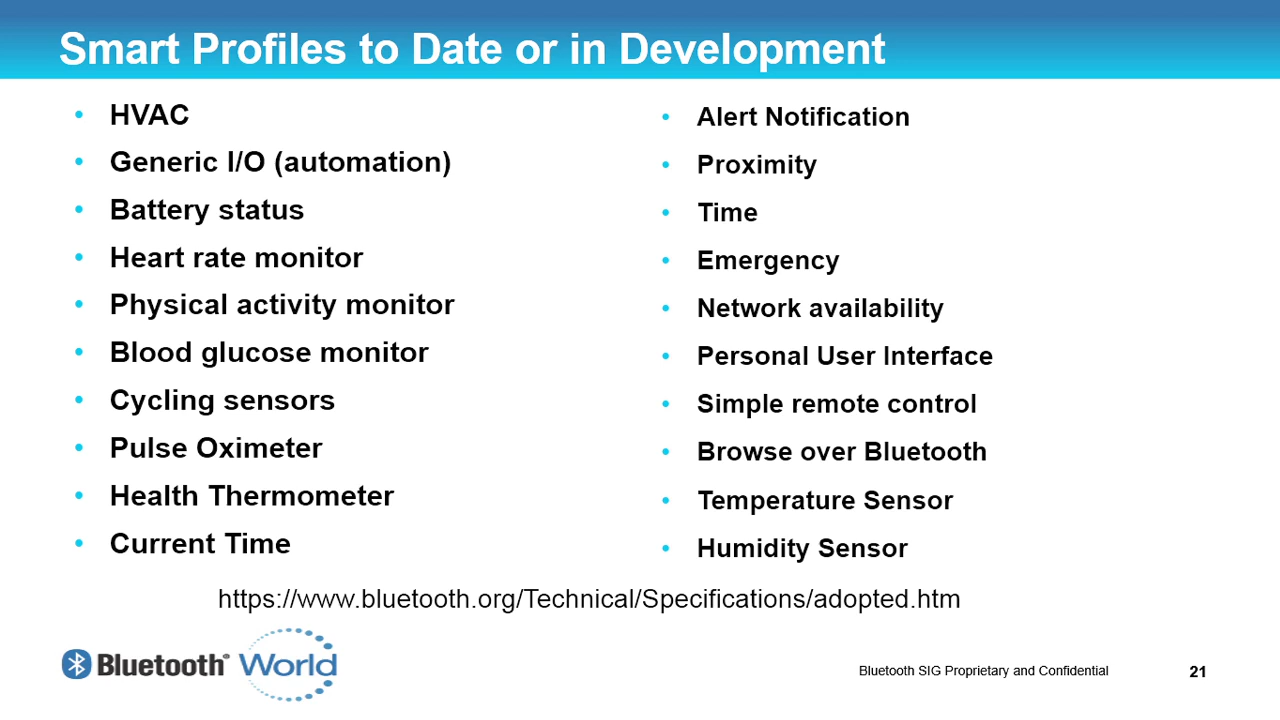 Smart Profiles to Date or in Development
• HVAC
• Generic I/O (automation)
• Battery status
• Heart rate monitor
• Physical activity monitor
• Blood glucose monitor
• Cycling sensors
• Pulse Oximeter
• Health Thermometer
• Current Time
• Alert Notification
• Proximity
• Time
• Emergency
• Network availability
• Personal User Interface
• Simple remote control
• Browse over Bluetooth
• Temperature Sensor
• Humidity Sensor
https://www.bluetooth.org/Technical/Specifications/adopted.htm
Bluetooth® World
Bluetooth SIG Proprietary and Confidential
21